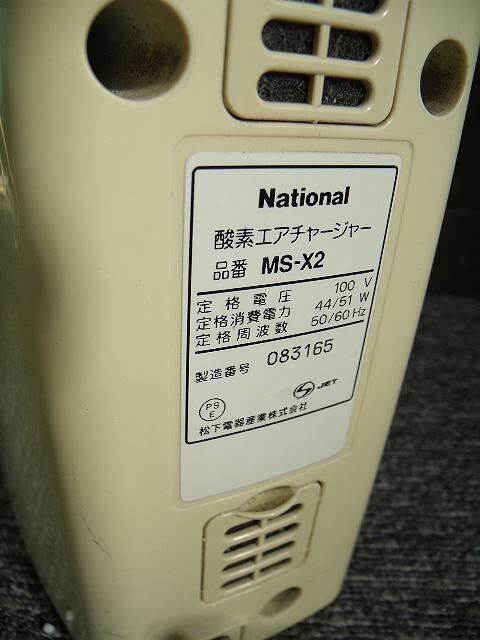 National
酸素エアチャージャー
品番 MS-X2
定格電圧 100 V
定格消費電力 44/51 W
定格周波数 50/60 Hz
製造番号 083165
PS
E
JET
松下電器産業株式会社